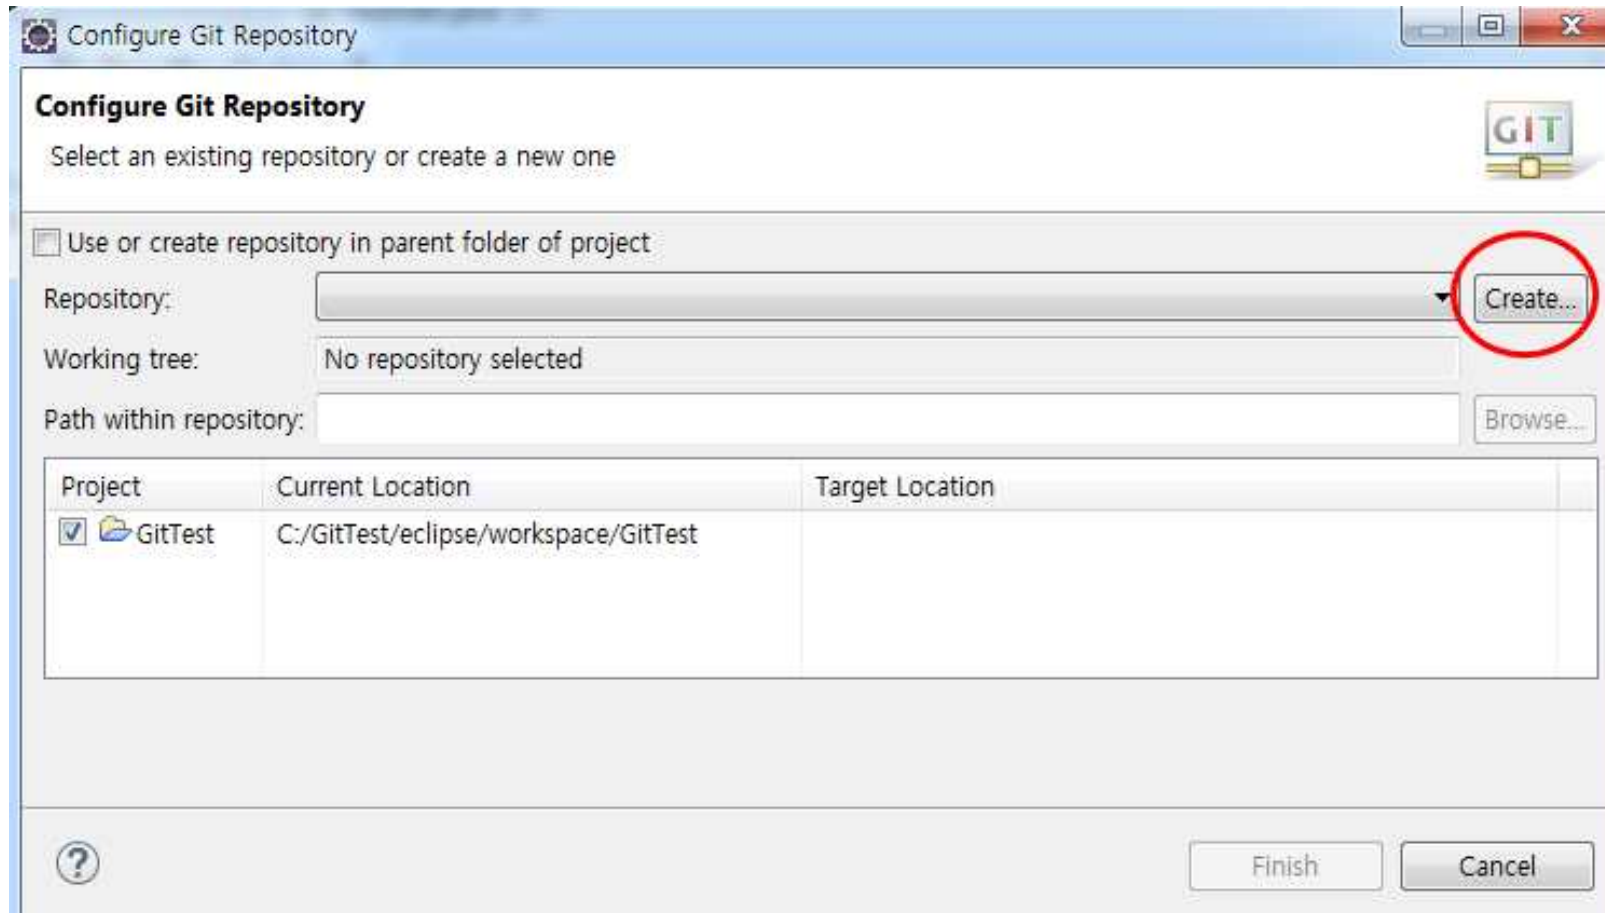 Configure Git Repository
Configure Git Repository
Select an existing repository or create a new one
GIT
Use or create repository in parent folder of project
Repository: Create...
Working tree: No repository selected
Path within repository: Browse...
Project Current Location Target Location
GitTest C:/GitTest/eclipse/workspace/GitTest
? Finish Cancel